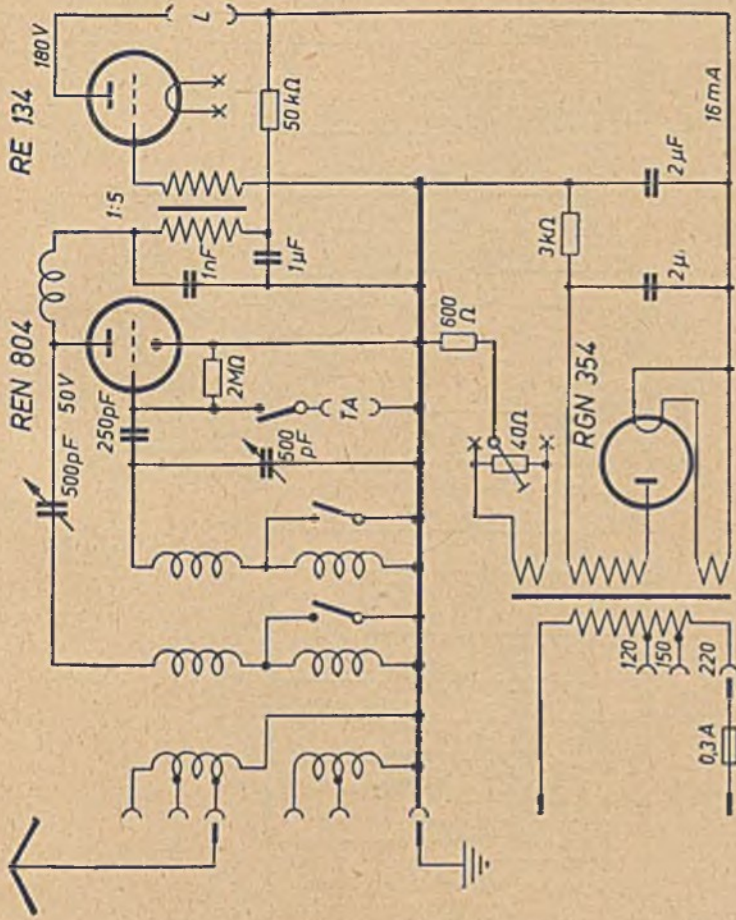 RE 134
180V
L
50kΩ
1:5
REN 804
500pF
50V
250pF
1nF
1µF
2MΩ
TA
500
pF
16mA
2µF
3kΩ
2µ
600
Ω
40Ω
RGN 354
120
150
220
0,3A